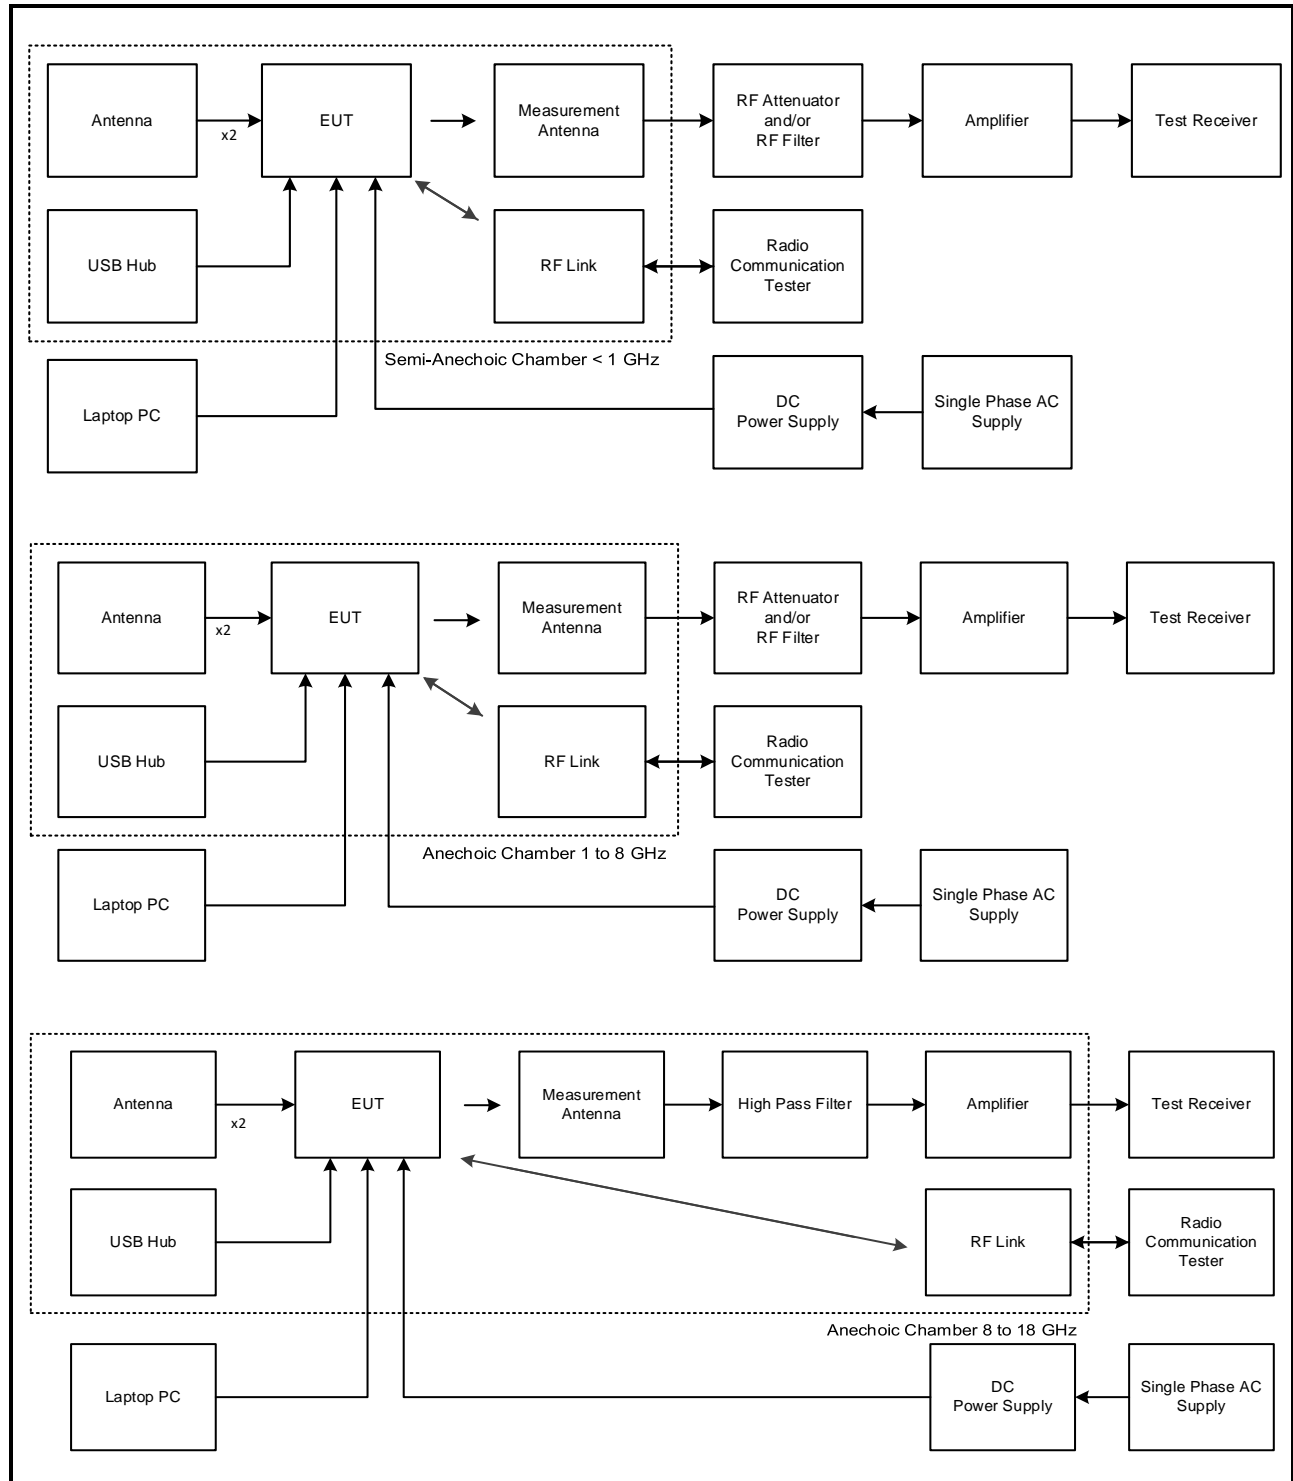 Antenna
x2
EUT
Measurement
Antenna
RF Attenuator
and/or
RF Filter
Amplifier
Test Receiver
USB Hub
RF Link
Radio
Communication
Tester
Semi-Anechoic Chamber < 1 GHz
Laptop PC
DC
Power Supply
Single Phase AC
Supply
Antenna
x2
EUT
Measurement
Antenna
RF Attenuator
and/or
RF Filter
Amplifier
Test Receiver
USB Hub
RF Link
Radio
Communication
Tester
Anechoic Chamber 1 to 8 GHz
Laptop PC
DC
Power Supply
Single Phase AC
Supply
Antenna
x2
EUT
Measurement
Antenna
High Pass Filter
Amplifier
Test Receiver
USB Hub
RF Link
Radio
Communication
Tester
Anechoic Chamber 8 to 18 GHz
Laptop PC
DC
Power Supply
Single Phase AC
Supply